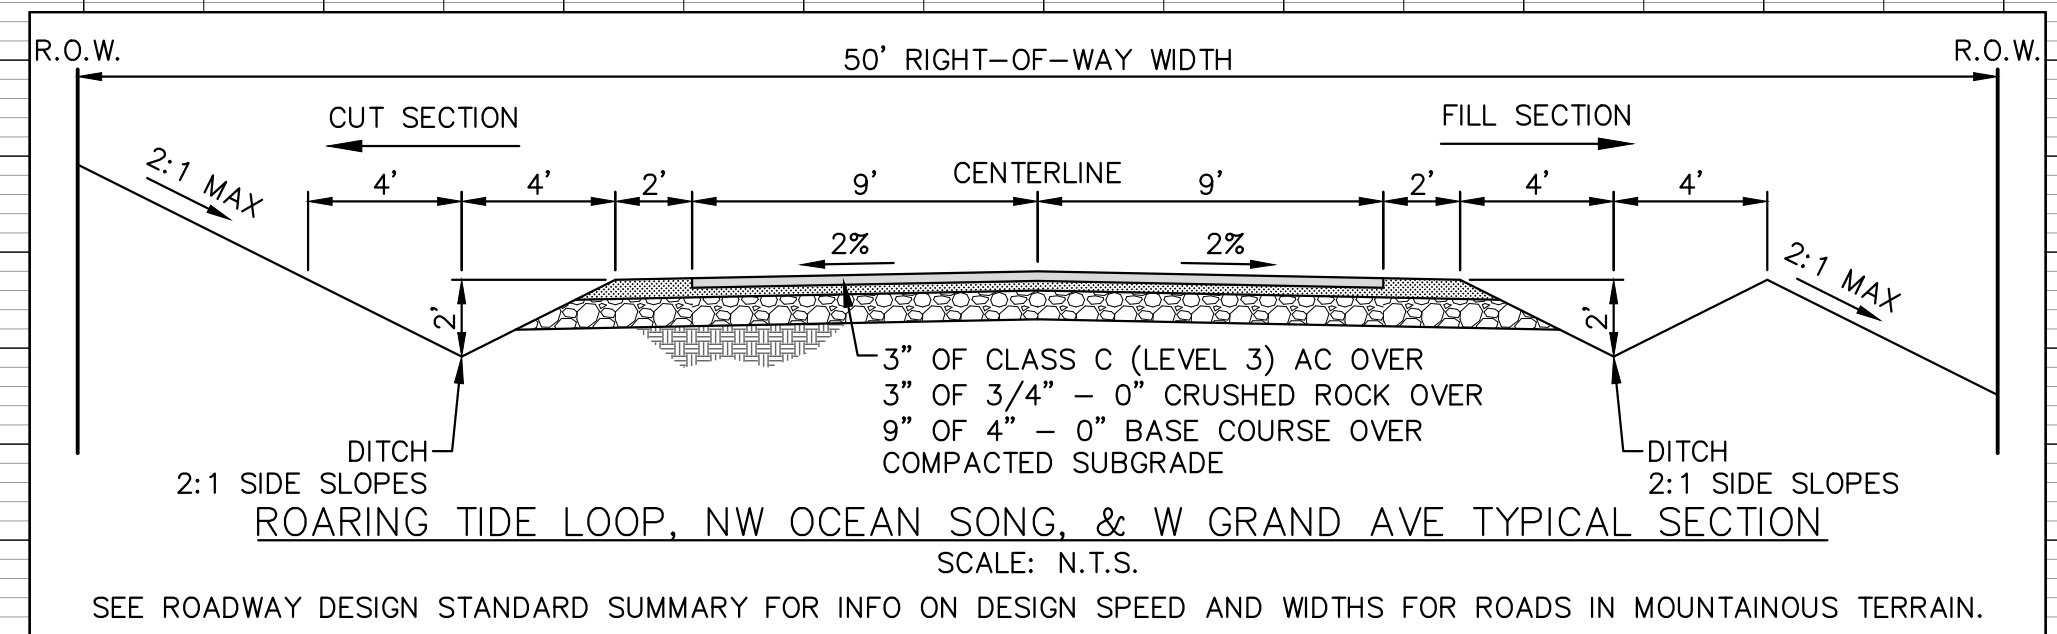 R.O.W.
50' RIGHT-OF-WAY WIDTH
R.O.W.
CUT SECTION
FILL SECTION
2:1 MAX
4'
4'
2'
9'
CENTERLINE
9'
2'
4'
4'
2:1 MAX
2%
2%
2'
2'
3" OF CLASS C (LEVEL 3) AC OVER
3" OF 3/4" - 0" CRUSHED ROCK OVER
9" OF 4" - 0" BASE COURSE OVER
COMPACTED SUBGRADE
DITCH
2:1 SIDE SLOPES
DITCH
2:1 SIDE SLOPES
ROARING TIDE LOOP, NW OCEAN SONG, & W GRAND AVE TYPICAL SECTION
SCALE: N.T.S.
SEE ROADWAY DESIGN STANDARD SUMMARY FOR INFO ON DESIGN SPEED AND WIDTHS FOR ROADS IN MOUNTAINOUS TERRAIN.